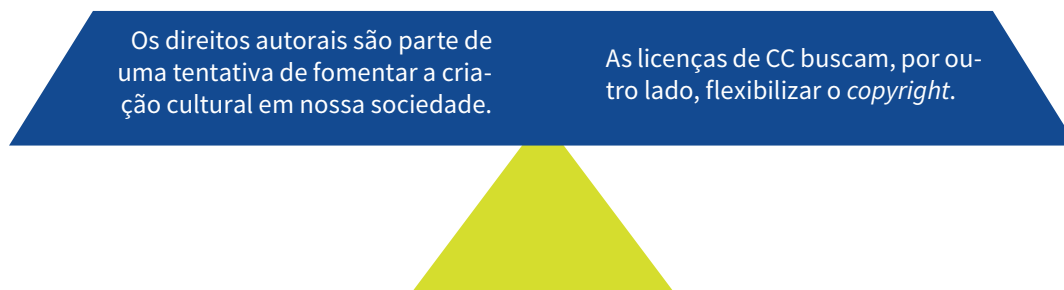 Os direitos autorais são parte de
uma tentativa de fomentar a cria-
ção cultural em nossa sociedade.
As licenças de CC buscam, por ou-
tro lado, flexibilizar o copyright.